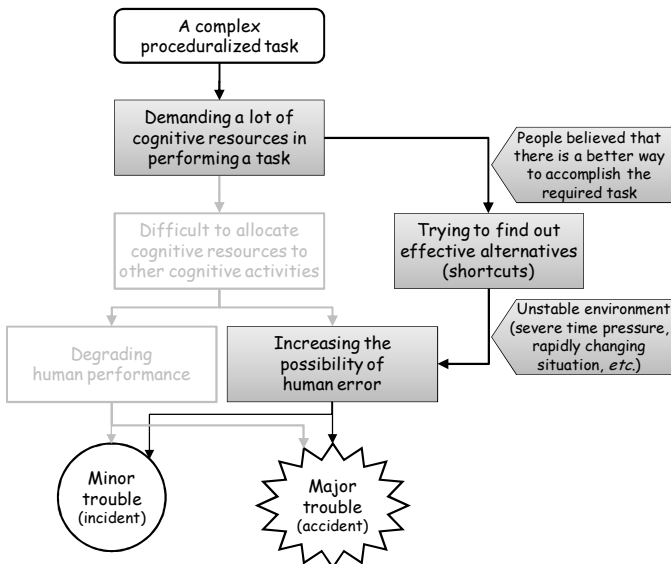 A complex
proceduralized task
Demanding a lot of
cognitive resources in
performing a task
People believed that
there is a better way
to accomplish the
required task
Difficult to allocate
cognitive resources to
other cognitive activities
Trying to find out
effective alternatives
(shortcuts)
Unstable environment
(severe time pressure,
rapidly changing
situation, etc.)
Degrading
human performance
Increasing the
possibility of
human error
Minor
trouble
(incident)
Major
trouble
(accident)